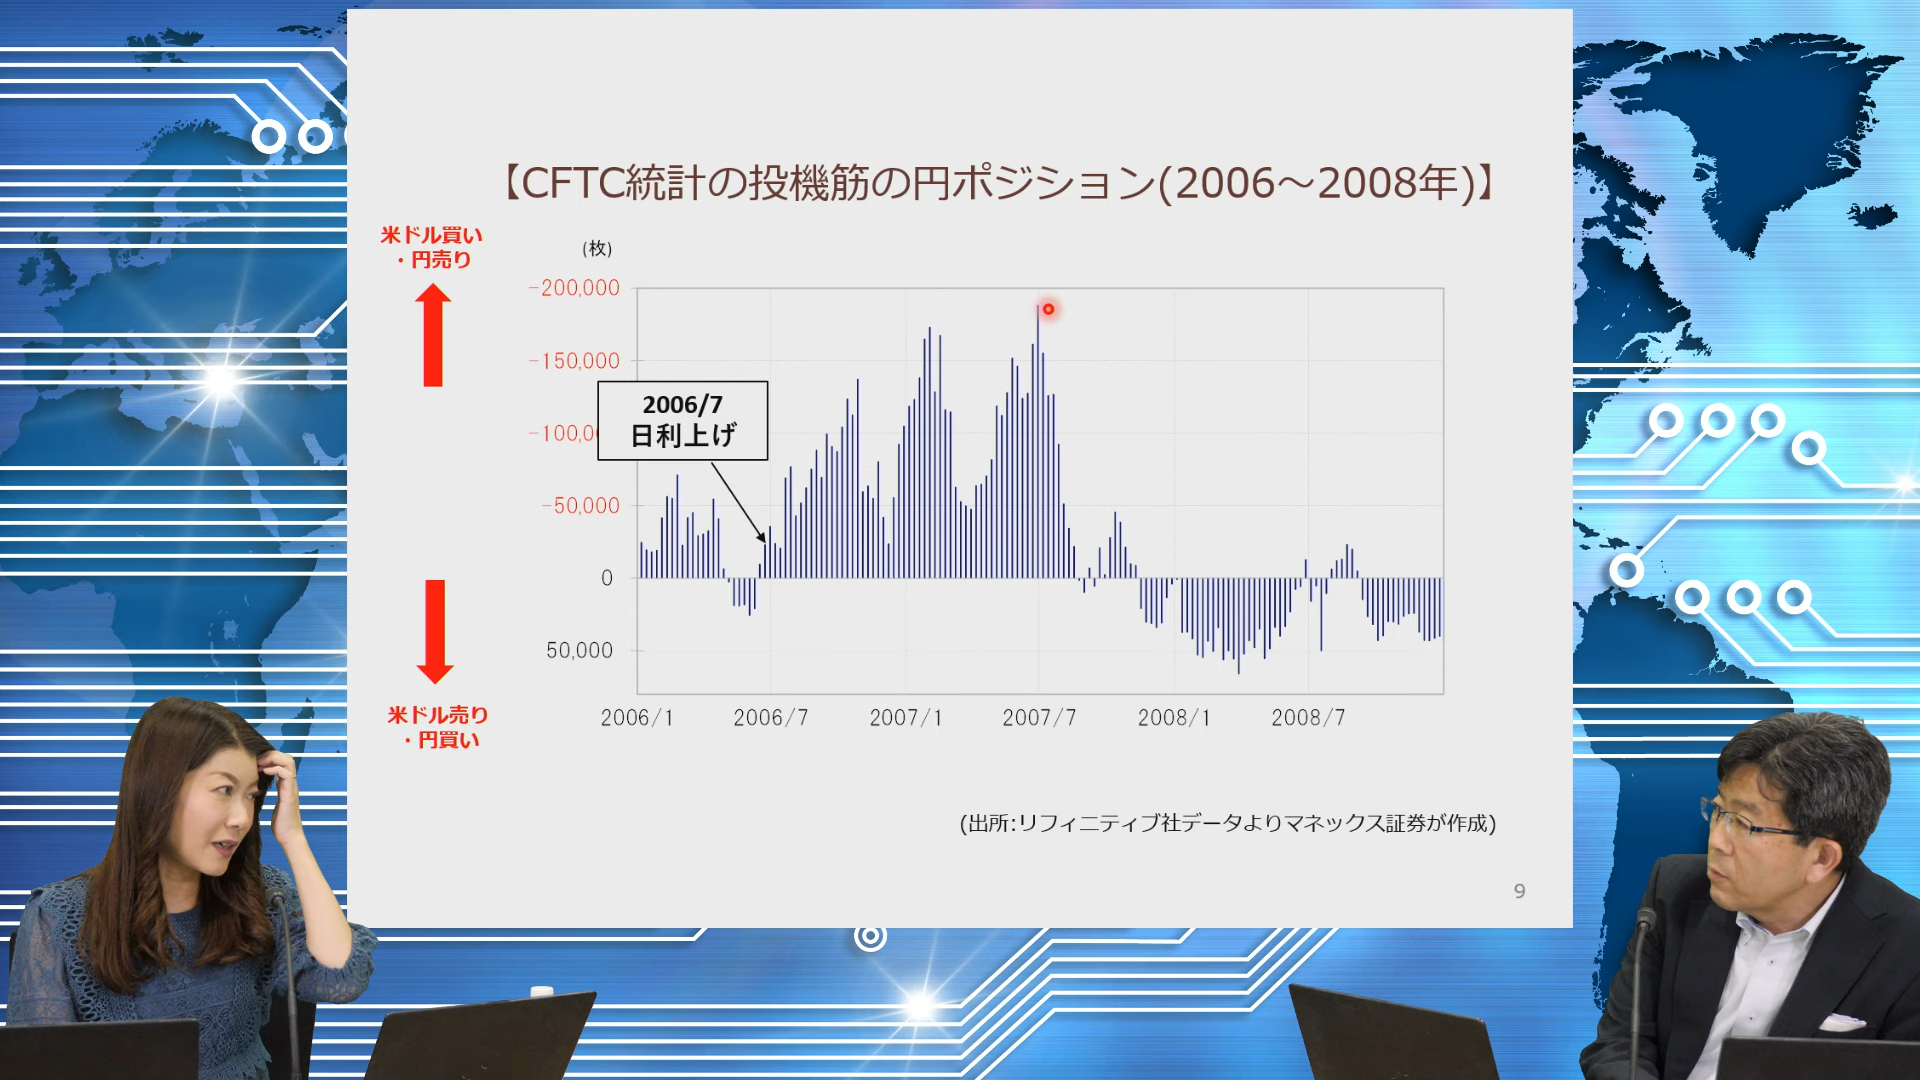 【CFTC統計の投機筋の円ポジション(2006～2008年)】
米ドル買い
・円売り
(枚)
-200,000
-150,000
-100,0
-50,000
0
50,000
2006/7
日利上げ
2006/1
2006/7
2007/1
2007/7
2008/1
2008/7
米ドル売り
・円買い
(出所:リフィニティブ社データよりマネックス証券が作成)
9